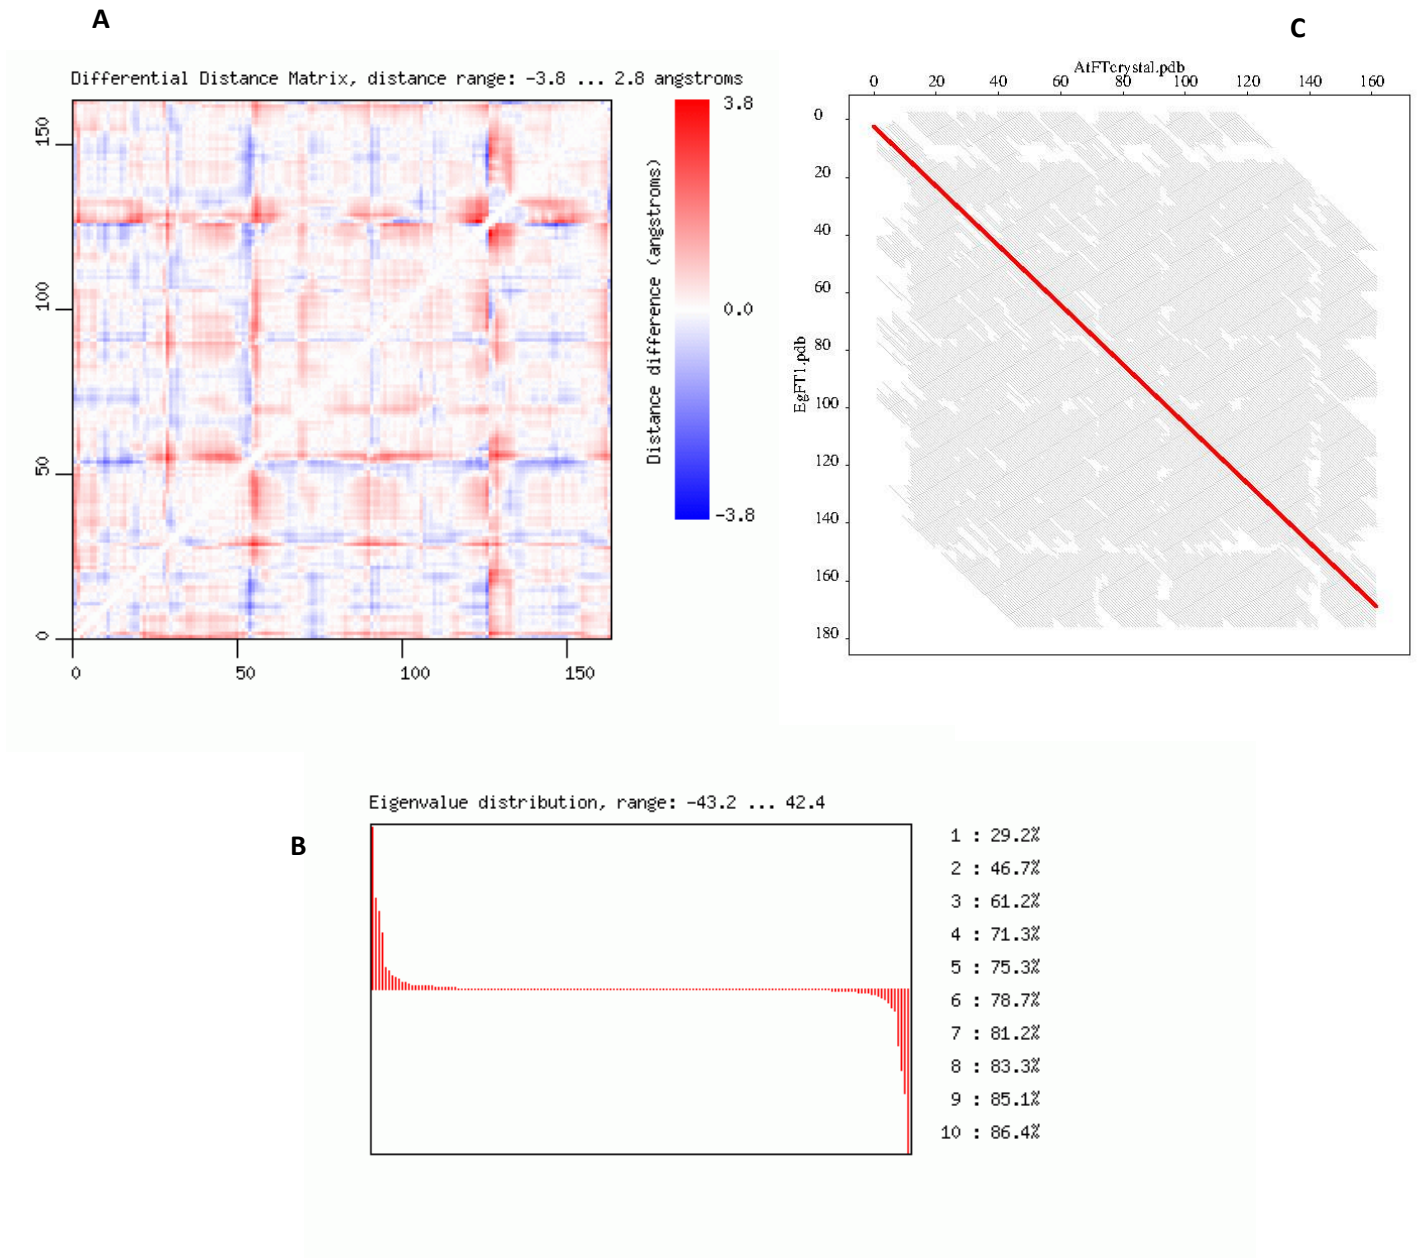 A
C
Differential Distance Matrix, distance range: -3.8 ... 2.8 angstroms
150
100
50
0
0 50 100 150
3.8
0.0
-3.8
Distance difference (angstroms)
AtFTcrystal.pdb
0 20 40 60 80 100 120 140 160
0
20
40
60
80
100
120
140
160
180
EgFT1.pdb
B
Eigenvalue distribution, range: -43.2 ... 42.4
1 : 29.2%
2 : 46.7%
3 : 61.2%
4 : 71.3%
5 : 75.3%
6 : 78.7%
7 : 81.2%
8 : 83.3%
9 : 85.1%
10 : 86.4%